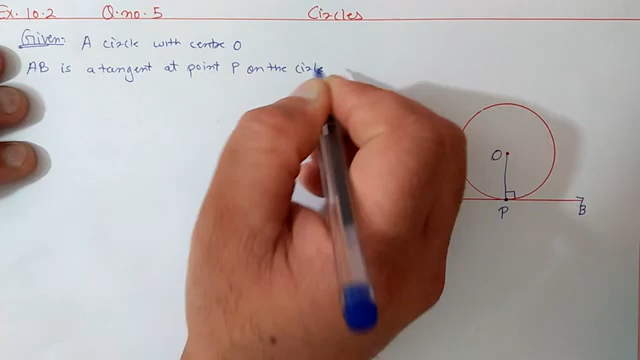 Ex. 10.2 Q.no. 5 Circles
Given:- A circle with centre O
AB is a tangent at point P on the circle
O
P
B